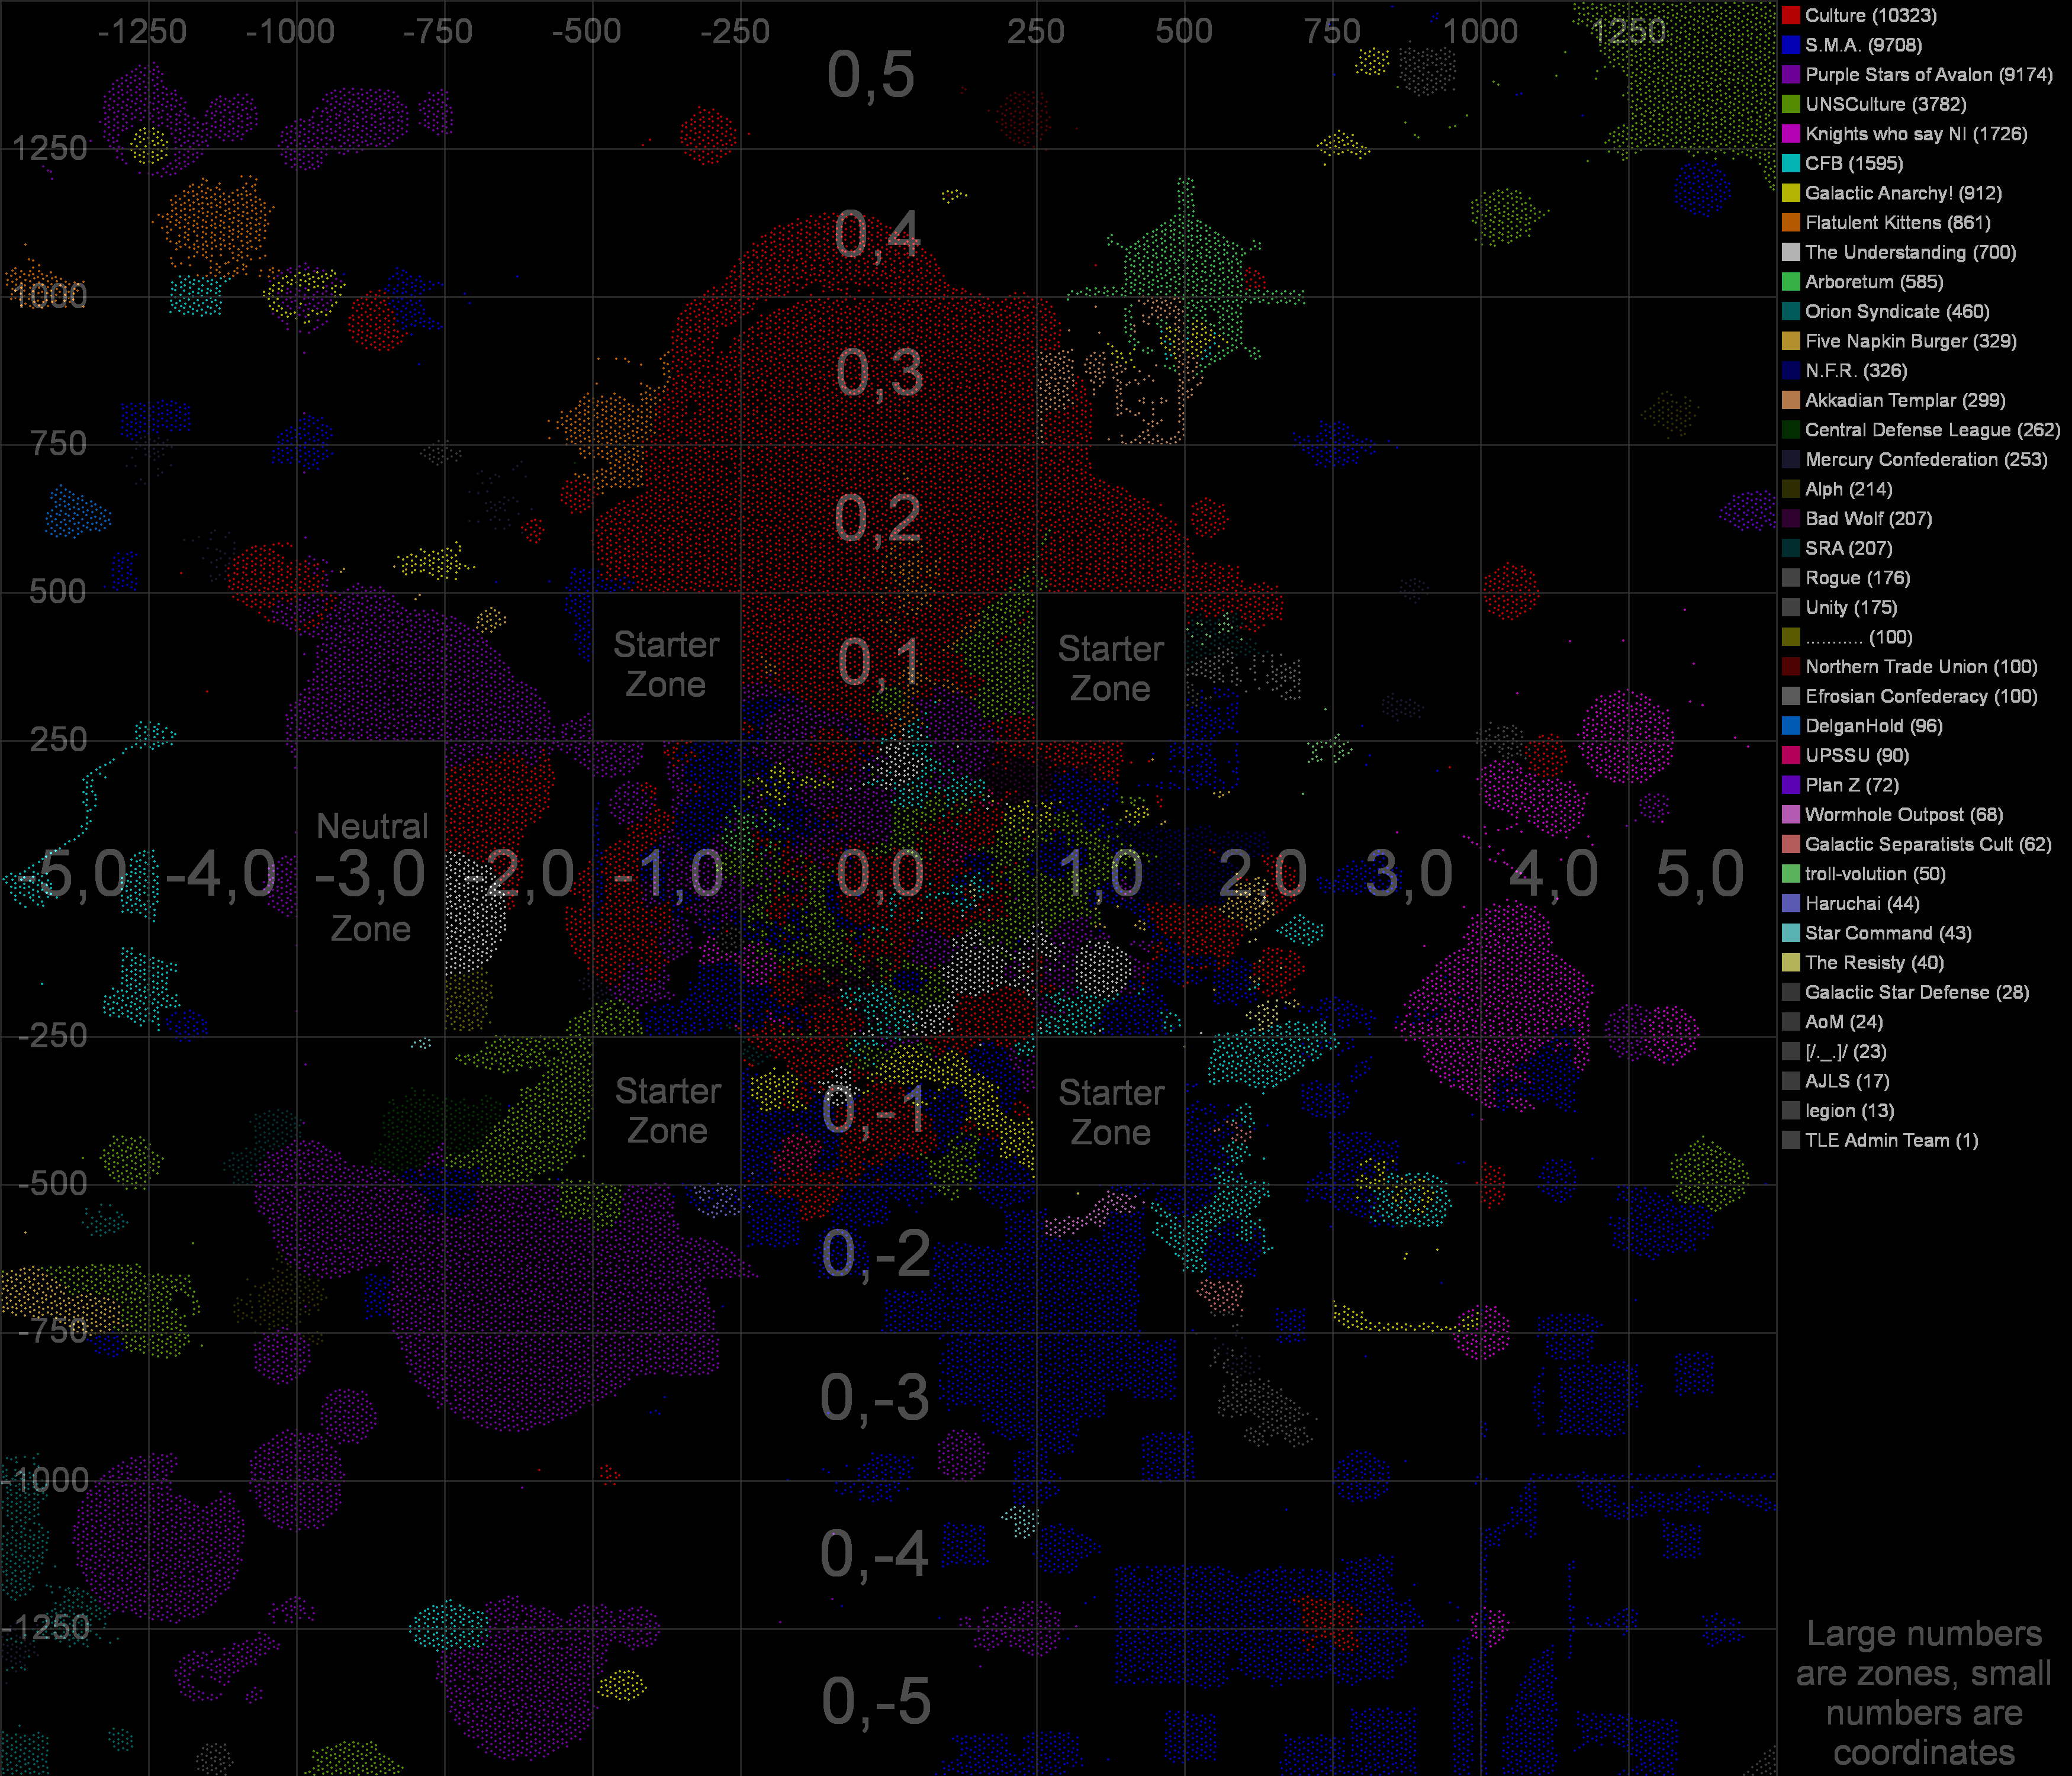 -1250 -1000 -750 -500 -250 250 500 750 1000 1250
0,5
1250
0,4
1000
0,3
750
0,2
500
Starter
Zone
0,1
Starter
Zone
250
Neutral
Zone
-5,0 -4,0 -3,0 -2,0 -1,0 0,0 1,0 2,0 3,0 4,0 5,0
-250
Starter
Zone
0,-1
Starter
Zone
-500
0,-2
-750
0,-3
-1000
0,-4
-1250
0,-5
Culture (10323)
S.M.A. (9708)
Purple Stars of Avalon (9174)
UNSCulture (3782)
Knights who say NI (1726)
CFB (1595)
Galactic Anarchy! (912)
Flatulent Kittens (861)
The Understanding (700)
Arboretum (585)
Orion Syndicate (460)
Five Napkin Burger (329)
N.F.R. (326)
Akkadian Templar (299)
Central Defense League (262)
Mercury Confederation (253)
Alph (214)
Bad Wolf (207)
SRA (207)
Rogue (176)
Unity (175)
........... (100)
Northern Trade Union (100)
Efrosian Confederacy (100)
DelganHold (96)
UPSSU (90)
Plan Z (72)
Wormhole Outpost (68)
Galactic Separatists Cult (62)
troll-volution (50)
Haruchai (44)
Star Command (43)
The Resisty (40)
Galactic Star Defense (28)
AoM (24)
[/._.]/ (23)
AJLS (17)
legion (13)
TLE Admin Team (1)
Large numbers
are zones, small
numbers are
coordinates